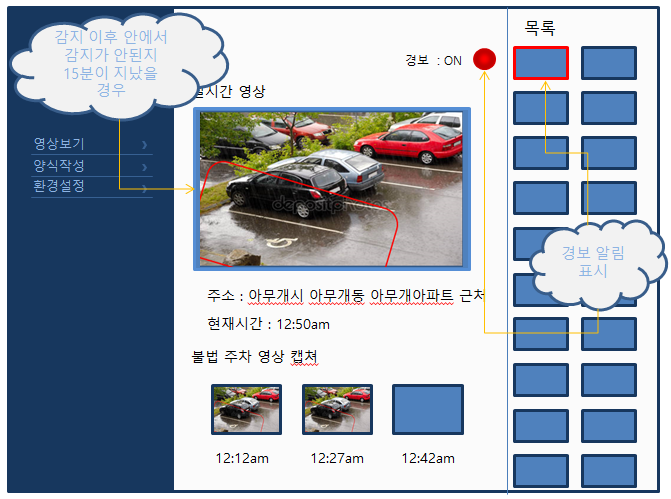 감지 이후 안에서
감지가 안된지
15분이 지났을
경우
영상보기
양식작성
환경설정
경보 : ON
실시간 영상
depositphotos
주소 : 아무개시 아무개동 아무개아파트 근처
현재시간 : 12:50am
불법 주차 영상 캡쳐
12:12am
12:27am
12:42am
목록
경보 알림
표시